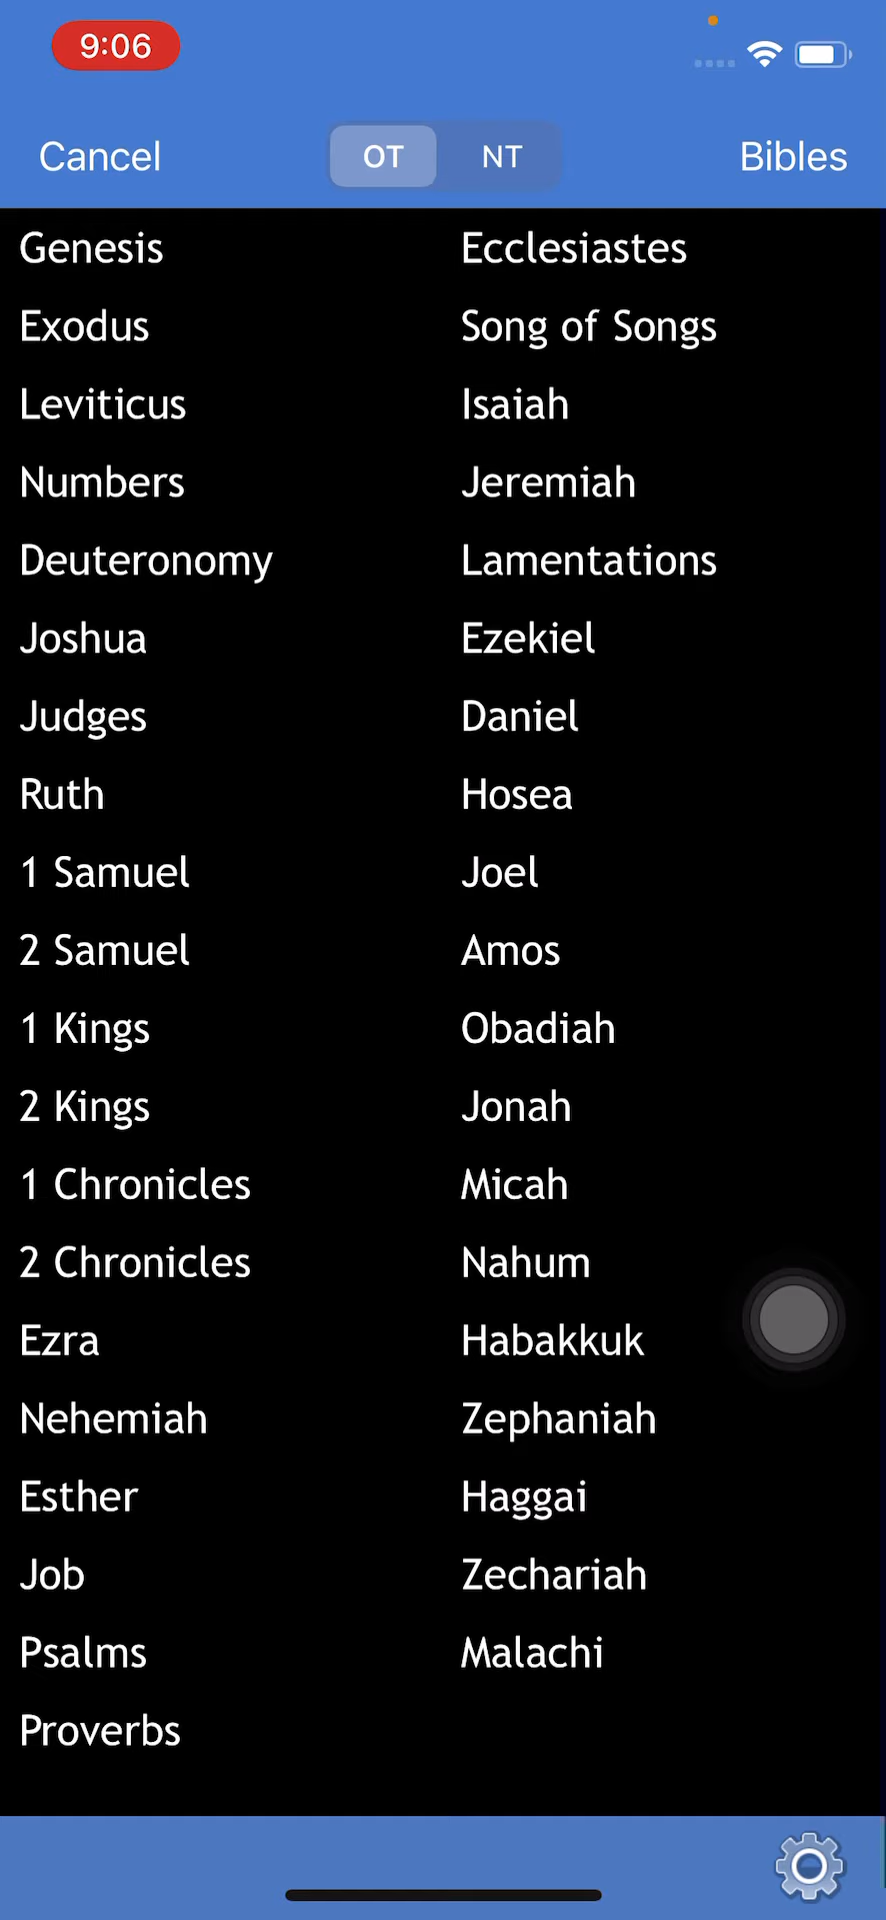 9:06
Cancel
OT
NT
Bibles
Genesis
Exodus
Leviticus
Numbers
Deuteronomy
Joshua
Judges
Ruth
1 Samuel
2 Samuel
1 Kings
2 Kings
1 Chronicles
2 Chronicles
Ezra
Nehemiah
Esther
Job
Psalms
Proverbs
Ecclesiastes
Song of Songs
Isaiah
Jeremiah
Lamentations
Ezekiel
Daniel
Hosea
Joel
Amos
Obadiah
Jonah
Micah
Nahum
Habakkuk
Zephaniah
Haggai
Zechariah
Malachi